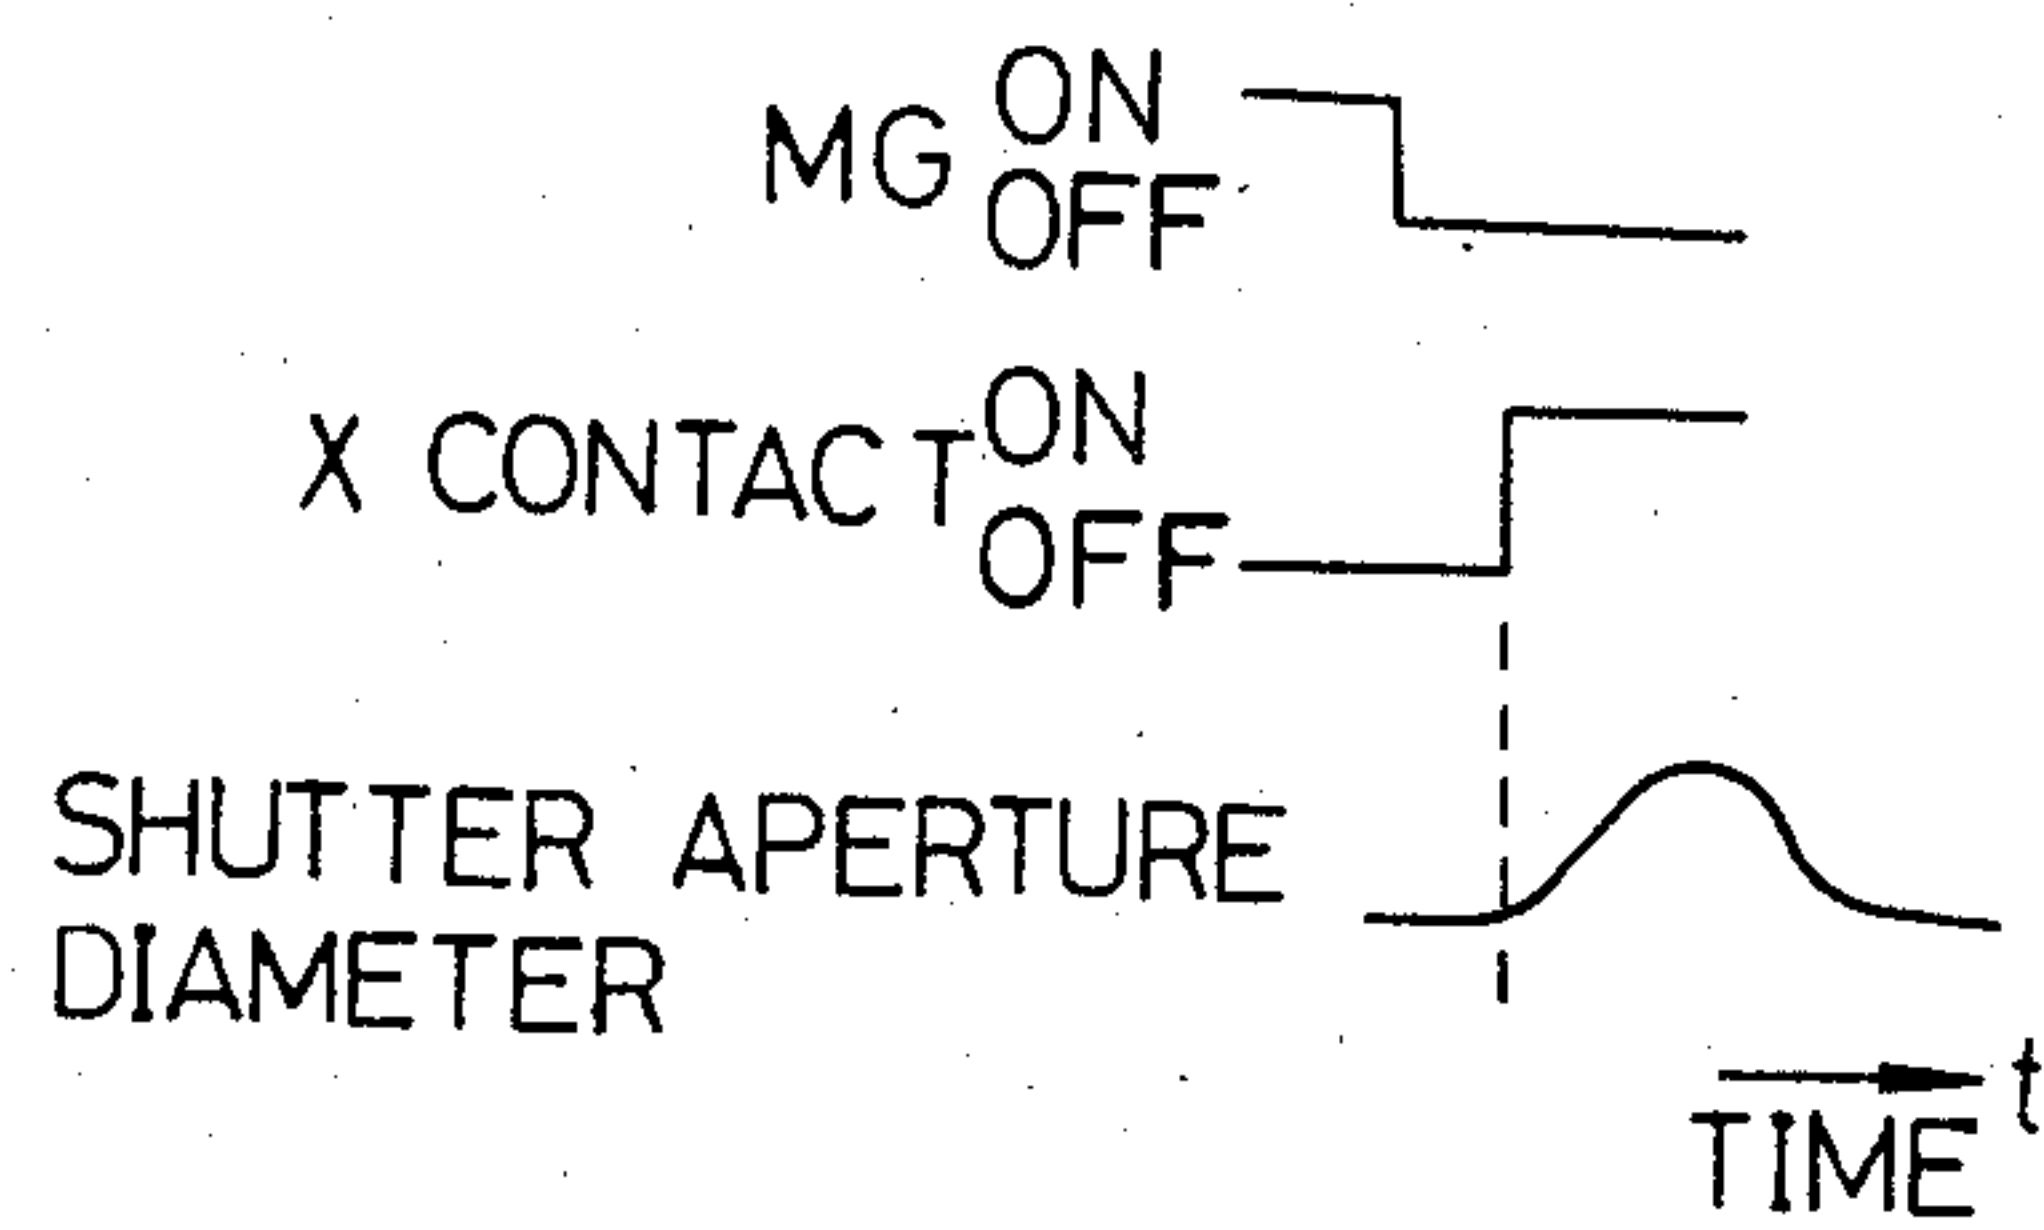 MG ON
OFF
X CONTACT ON
OFF
SHUTTER APERTURE
DIAMETER
t
TIME